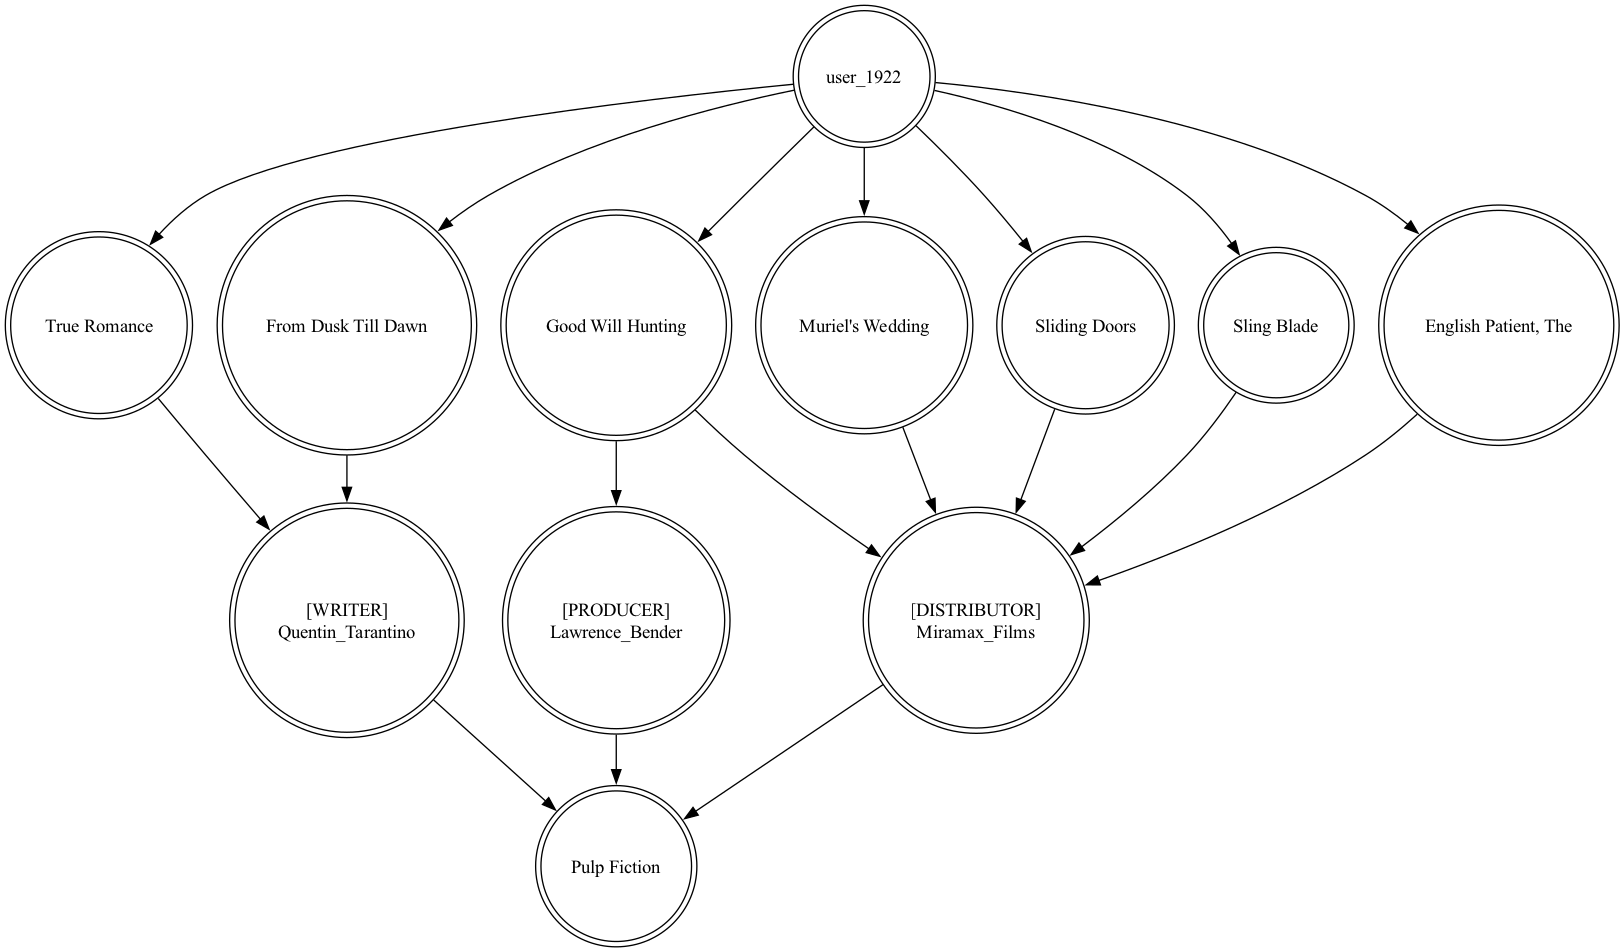 user_1922
True Romance
From Dusk Till Dawn
Good Will Hunting
Muriel's Wedding
Sliding Doors
Sling Blade
English Patient, The
[WRITER]
Quentin_Tarantino
[PRODUCER]
Lawrence_Bender
[DISTRIBUTOR]
Miramax_Films
Pulp Fiction